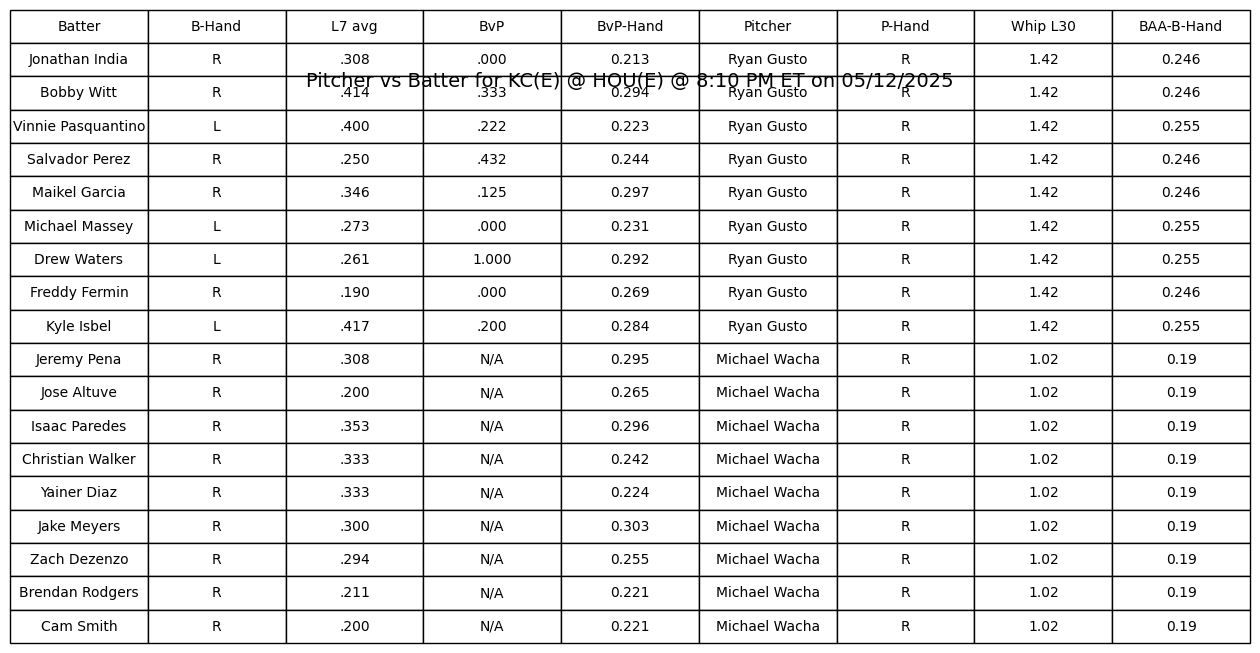 Batter B-Hand L7 avg BvP BvP-Hand Pitcher P-Hand Whip L30 BAA-B-Hand
Jonathan India R .308 .000 0.213 Ryan Gusto R 1.42 0.246
Pitcher vs Batter for KC(E) @ HOU(E) @ 8:10 PM ET on 05/12/2025
Bobby Witt R .414 .333 0.294 Ryan Gusto R 1.42 0.246
Vinnie Pasquantino L .400 .222 0.223 Ryan Gusto R 1.42 0.255
Salvador Perez R .250 .432 0.244 Ryan Gusto R 1.42 0.246
Maikel Garcia R .346 .125 0.297 Ryan Gusto R 1.42 0.246
Michael Massey L .273 .000 0.231 Ryan Gusto R 1.42 0.255
Drew Waters L .261 1.000 0.292 Ryan Gusto R 1.42 0.255
Freddy Fermin R .190 .000 0.269 Ryan Gusto R 1.42 0.246
Kyle Isbel L .417 .200 0.284 Ryan Gusto R 1.42 0.255
Jeremy Pena R .308 N/A 0.295 Michael Wacha R 1.02 0.19
Jose Altuve R .200 N/A 0.265 Michael Wacha R 1.02 0.19
Isaac Paredes R .353 N/A 0.296 Michael Wacha R 1.02 0.19
Christian Walker R .333 N/A 0.242 Michael Wacha R 1.02 0.19
Yainer Diaz R .333 N/A 0.224 Michael Wacha R 1.02 0.19
Jake Meyers R .300 N/A 0.303 Michael Wacha R 1.02 0.19
Zach Dezenzo R .294 N/A 0.255 Michael Wacha R 1.02 0.19
Brendan Rodgers R .211 N/A 0.221 Michael Wacha R 1.02 0.19
Cam Smith R .200 N/A 0.221 Michael Wacha R 1.02 0.19